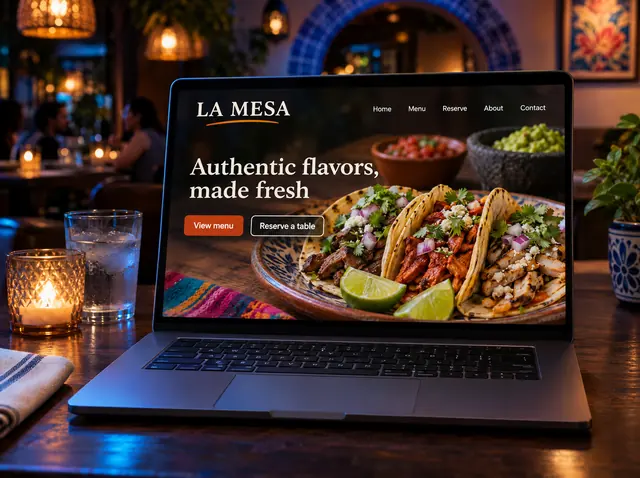 LA MESA
Home Menu Reserve About Contact
Authentic flavors,
made fresh
View menu Reserve a table